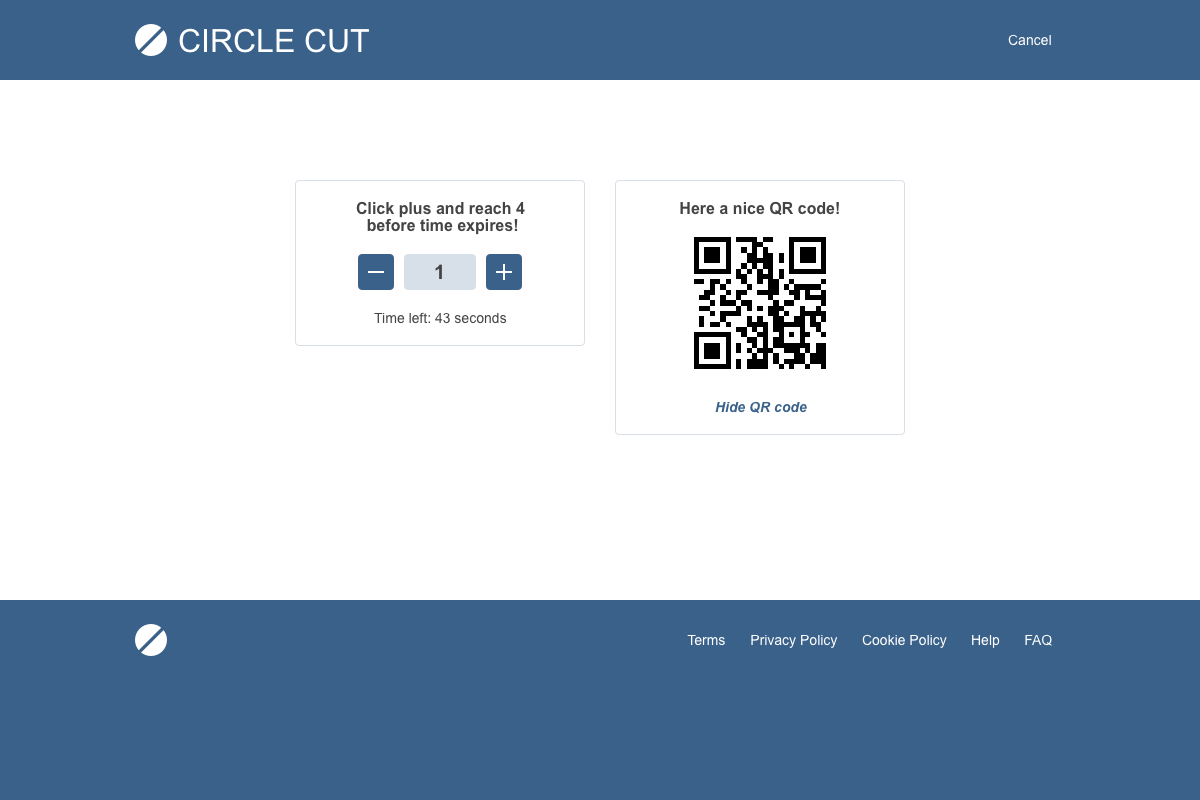 CIRCLE CUT
Cancel
Click plus and reach 4
before time expires!
1
Time left: 43 seconds
Here a nice QR code!
Hide QR code
Terms
Privacy Policy
Cookie Policy
Help
FAQ